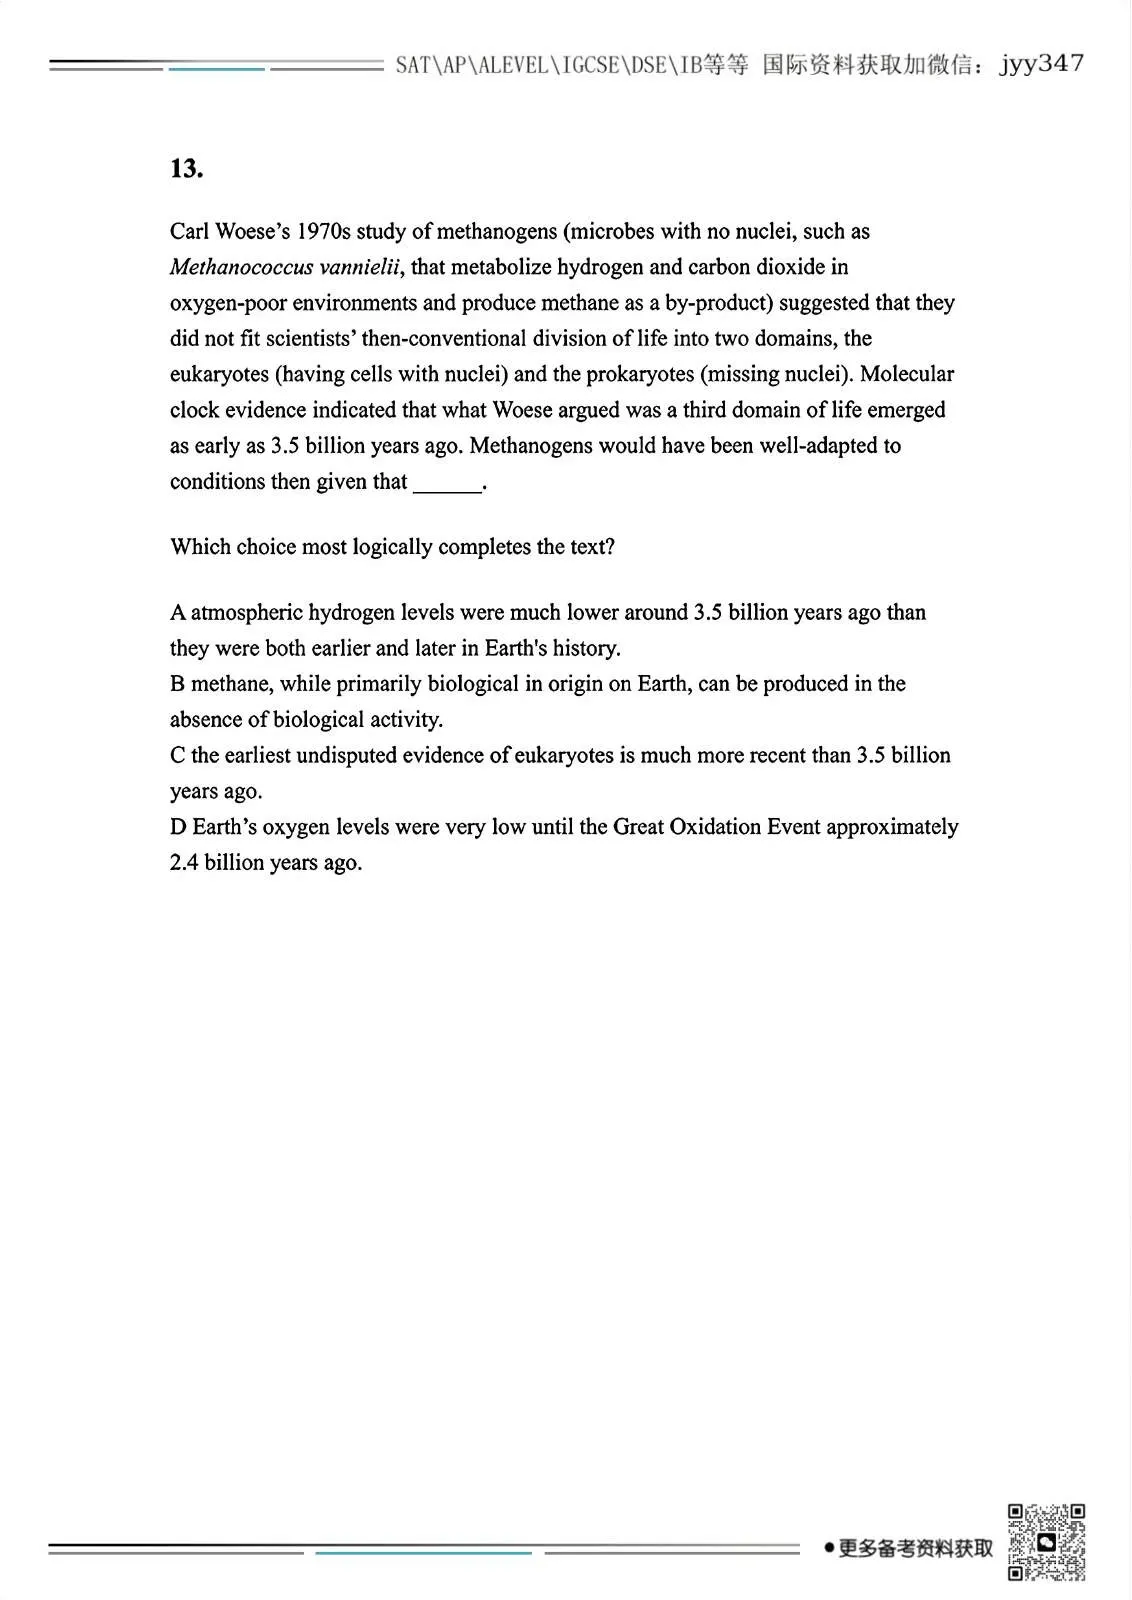 SAT\AP\ALEVEL\IGCSE\DSE\IB等等 国际资料获取加微信：jyy347
13.
Carl Woese’s 1970s study of methanogens (microbes with no nuclei, such as
Methanococcus vannielii, that metabolize hydrogen and carbon dioxide in
oxygen-poor environments and produce methane as a by-product) suggested that they
did not fit scientists’ then-conventional division of life into two domains, the
eukaryotes (having cells with nuclei) and the prokaryotes (missing nuclei). Molecular
clock evidence indicated that what Woese argued was a third domain of life emerged
as early as 3.5 billion years ago. Methanogens would have been well-adapted to
conditions then given that ______.
Which choice most logically completes the text?
A atmospheric hydrogen levels were much lower around 3.5 billion years ago than
they were both earlier and later in Earth's history.
B methane, while primarily biological in origin on Earth, can be produced in the
absence of biological activity.
C the earliest undisputed evidence of eukaryotes is much more recent than 3.5 billion
years ago.
D Earth’s oxygen levels were very low until the Great Oxidation Event approximately
2.4 billion years ago.
●更多备考资料获取